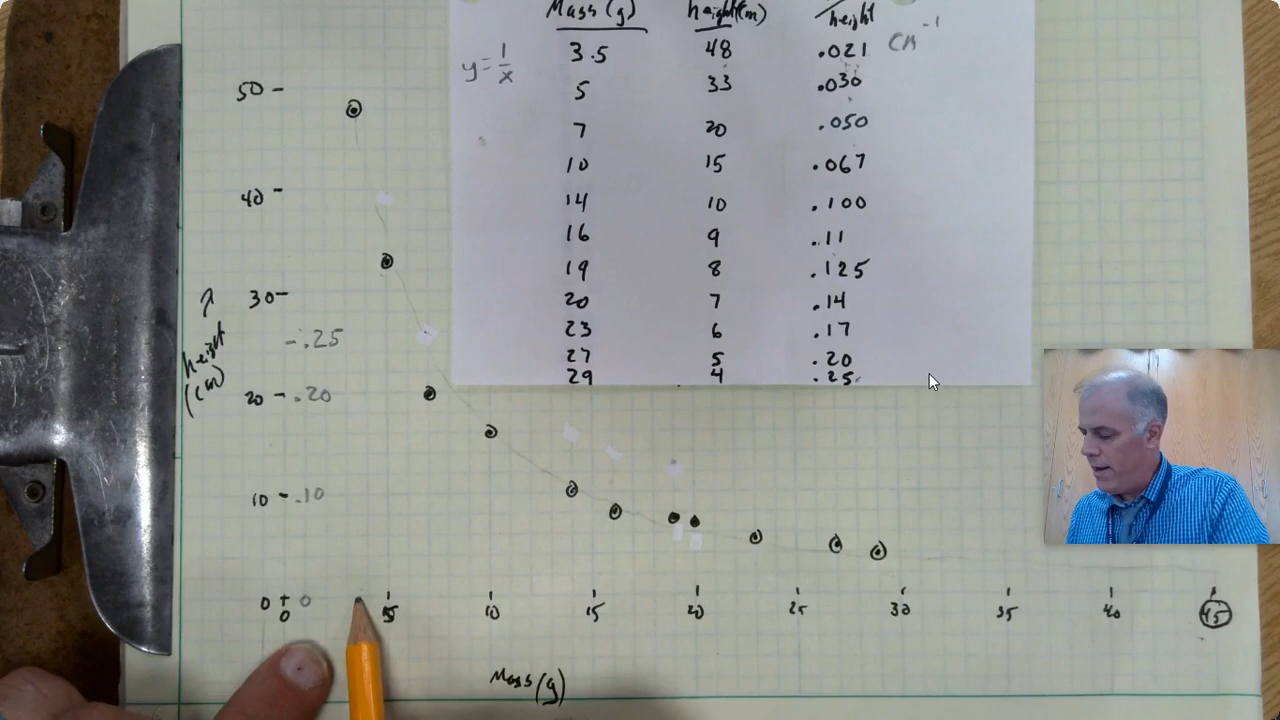 Mass (g) height (cm) 1/height
y = 1/x 3.5 48 .021 cm⁻¹
5 33 .030
7 20 .050
10 15 .067
14 10 .100
16 9 .11
19 8 .125
20 7 .14
23 6 .17
27 5 .20
29 4 .25
50
40
30
.25
height
(cm)
20 .20
10 .10
0 0
0 5 10 15 20 25 30 35 40 45
Mass (g)